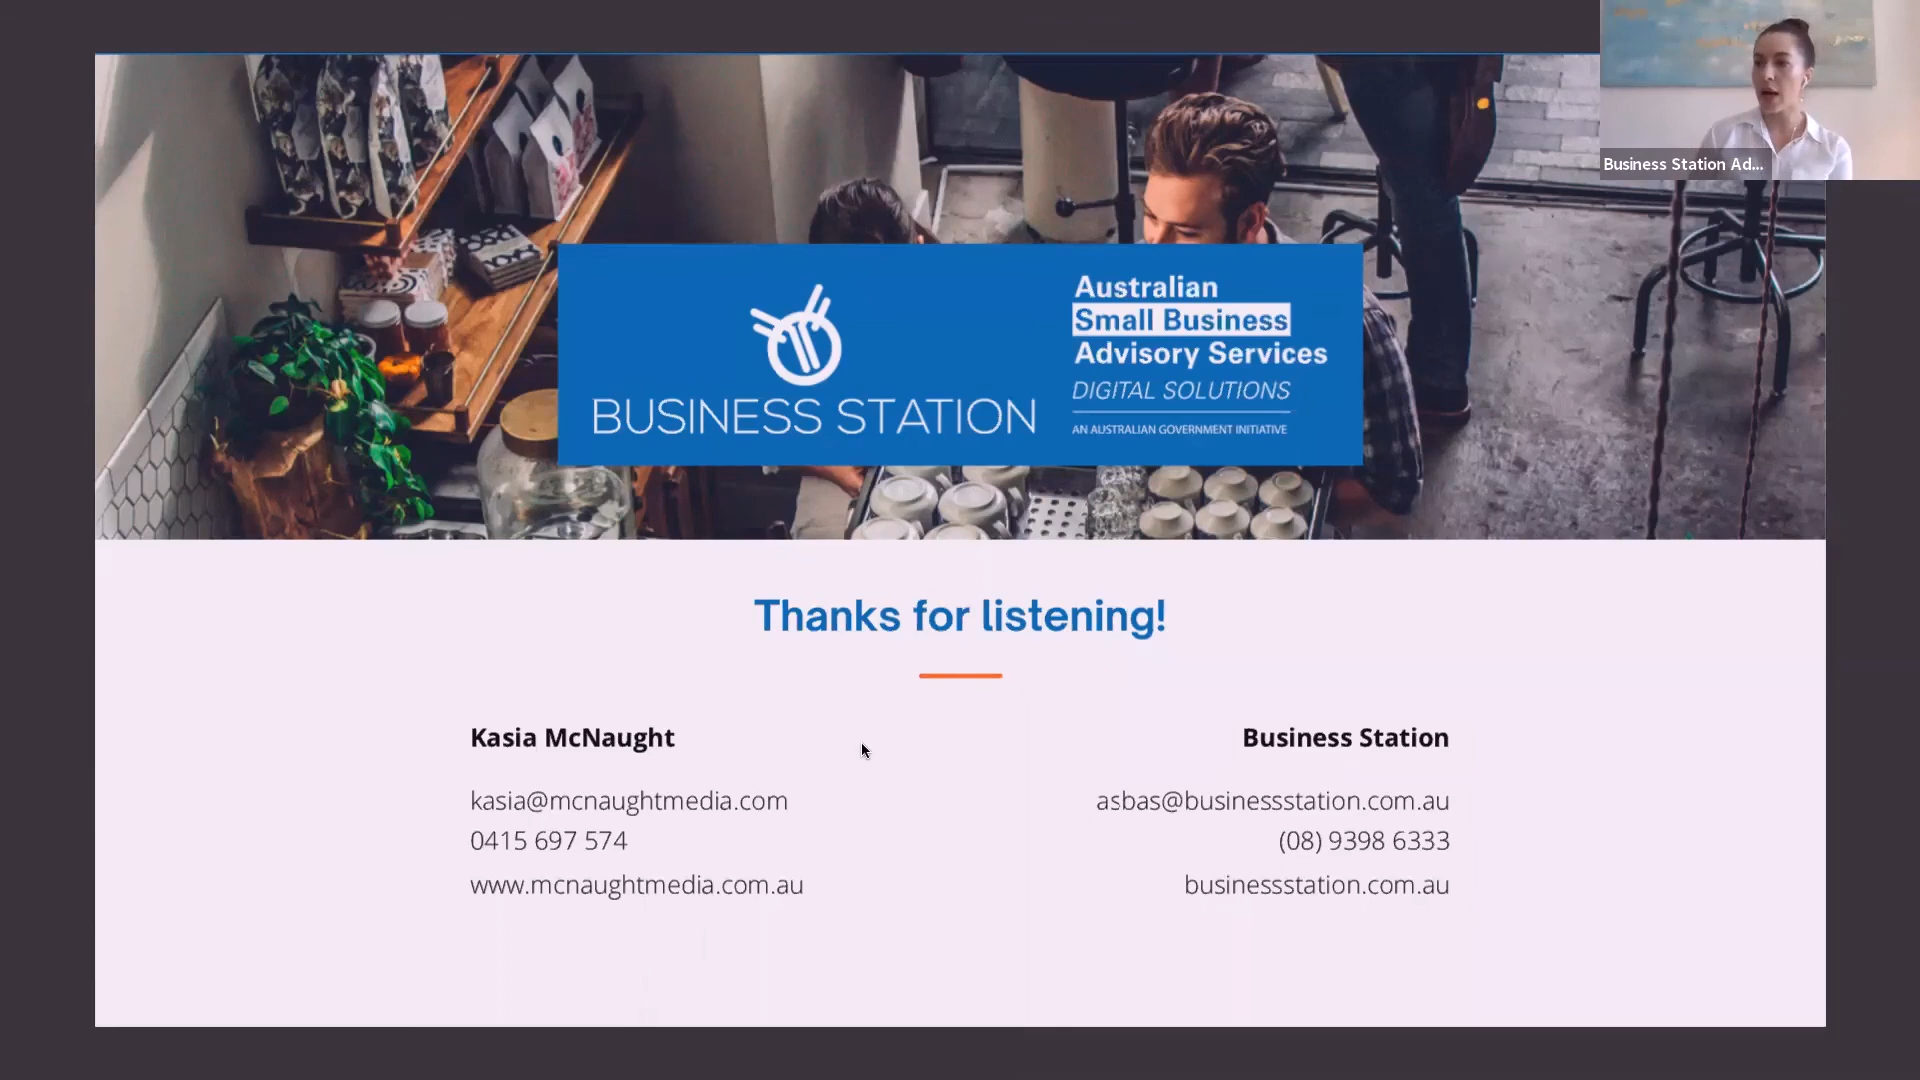 Business Station Ad...
Australian
Small Business
Advisory Services
DIGITAL SOLUTIONS
AN AUSTRALIAN GOVERNMENT INITIATIVE
BUSINESS STATION
Thanks for listening!
Kasia McNaught
kasia@mcnaughtmedia.com
0415 697 574
www.mcnaughtmedia.com.au
Business Station
asbas@businessstation.com.au
(08) 9398 6333
businessstation.com.au